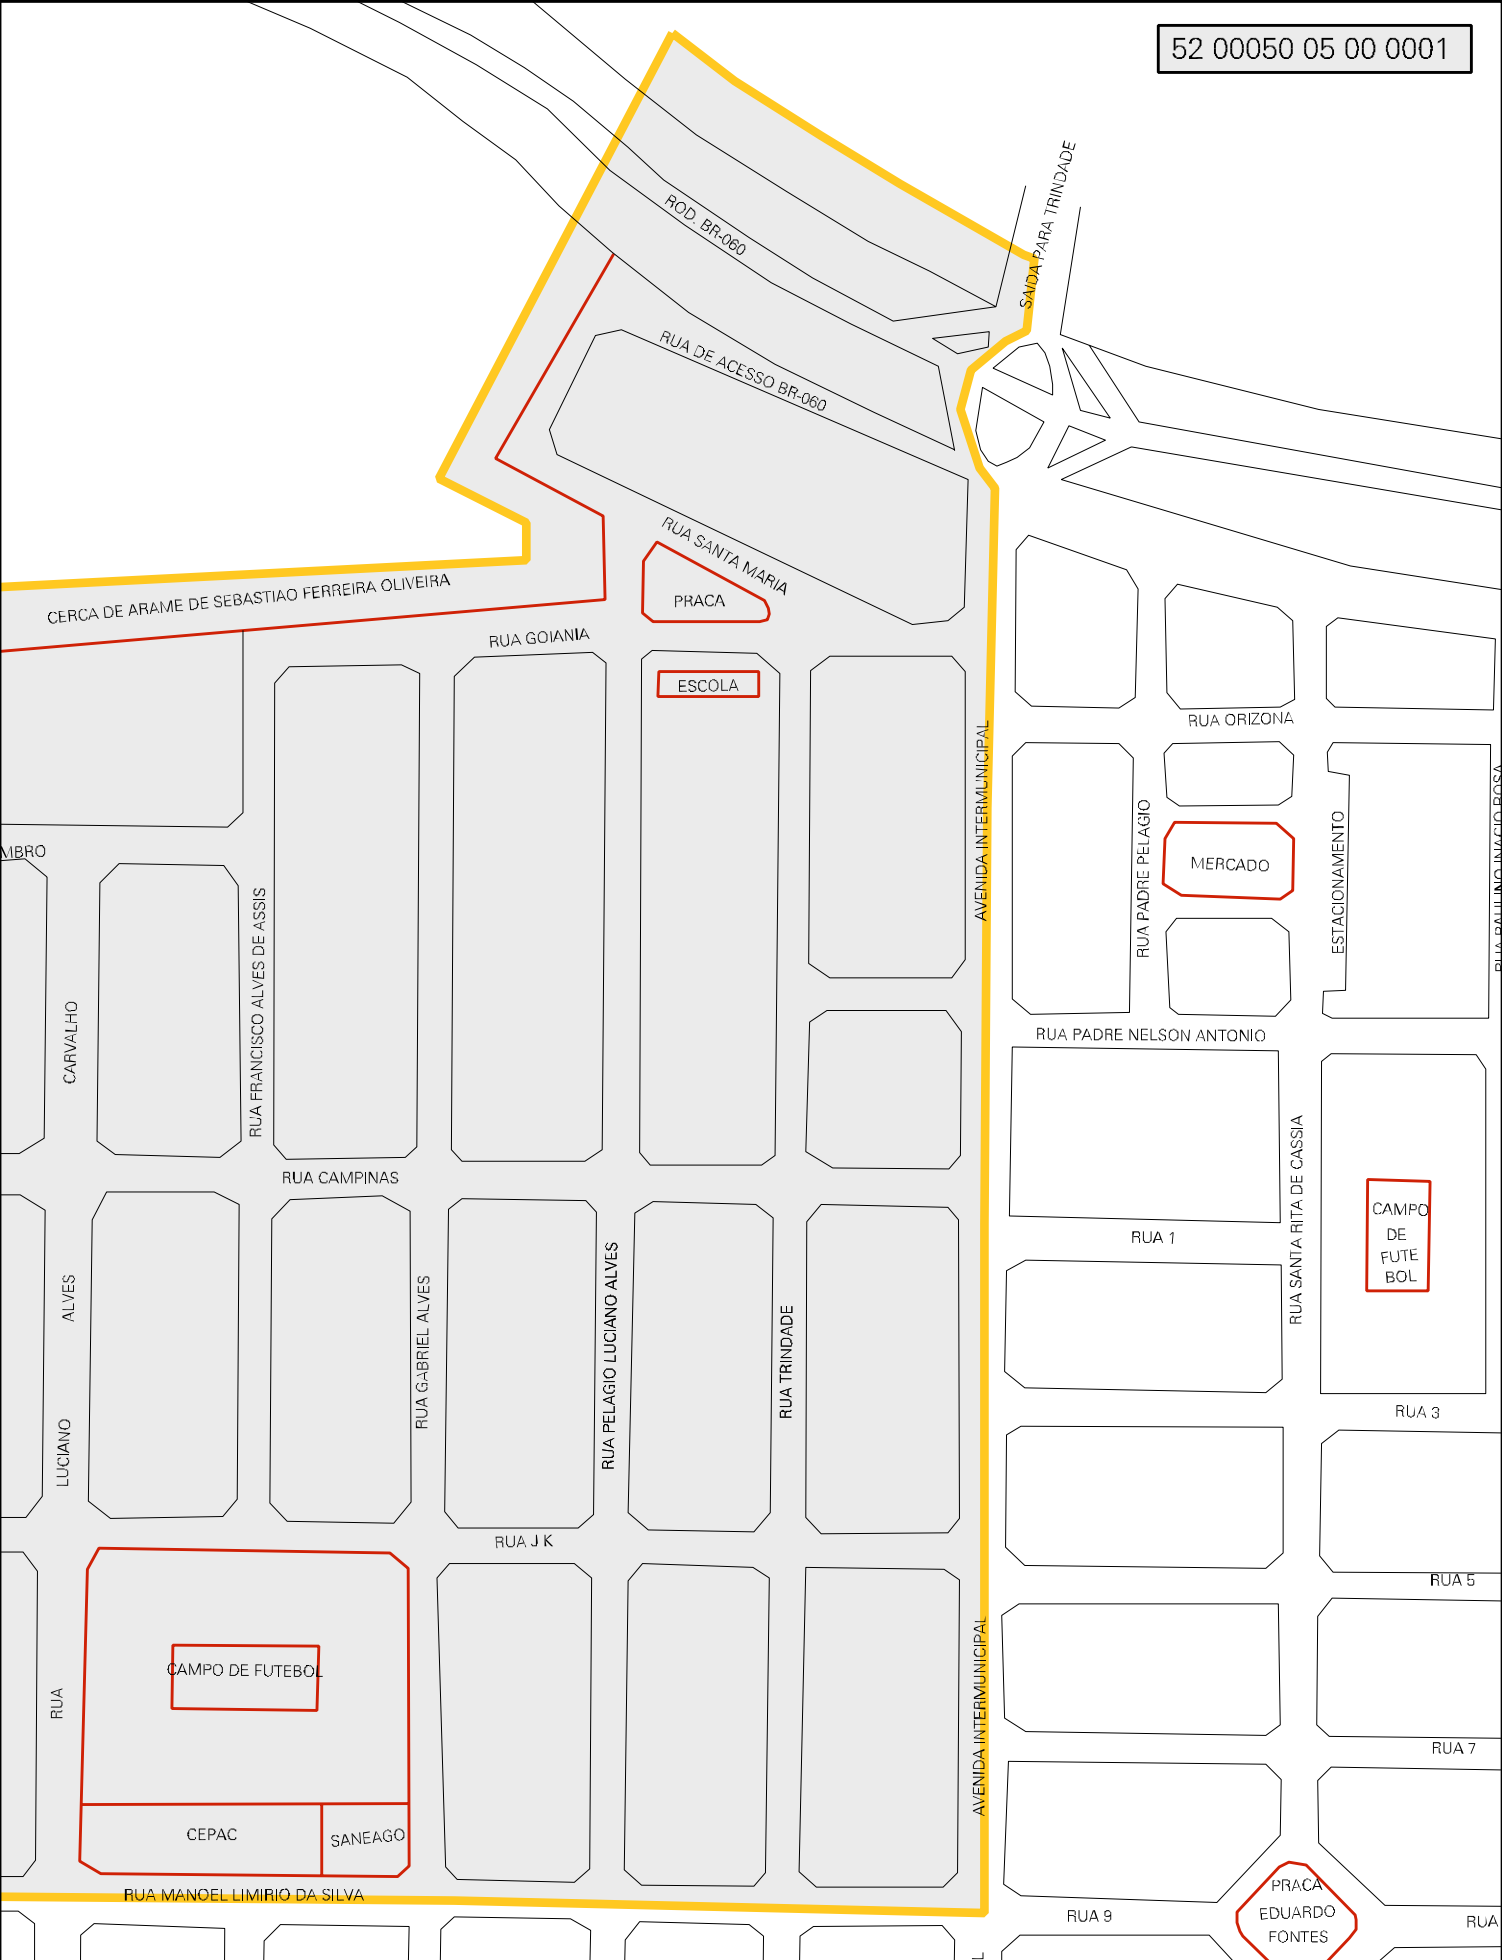 52 00050 05 00 0001
SAIDA PARA TRINDADE
ROD. BR-060
RUA DE ACESSO BR-060
RUA SANTA MARIA
CERCA DE ARAME DE SEBASTIAO FERREIRA OLIVEIRA
PRACA
RUA GOIANIA
ESCOLA
RUA ORIZONA
AVENIDA INTERMUNICIPAL
RUA PADRE PELAGIO
MERCADO
ESTACIONAMENTO
RUA PAULINO INACIO ROSA
MBRO
RUA FRANCISCO ALVES DE ASSIS
CARVALHO
RUA PADRE NELSON ANTONIO
RUA CAMPINAS
RUA SANTA RITA DE CASSIA
CAMPO
DE
FUTE
BOL
RUA 1
ALVES
RUA GABRIEL ALVES
RUA PELAGIO LUCIANO ALVES
RUA TRINDADE
LUCIANO
RUA 3
RUA J K
RUA 5
CAMPO DE FUTEBOL
RUA
AVENIDA INTERMUNICIPAL
RUA 7
CEPAC
SANEAGO
RUA MANOEL LIMIRIO DA SILVA
PRACA
EDUARDO
FONTES
RUA 9
RUA
L